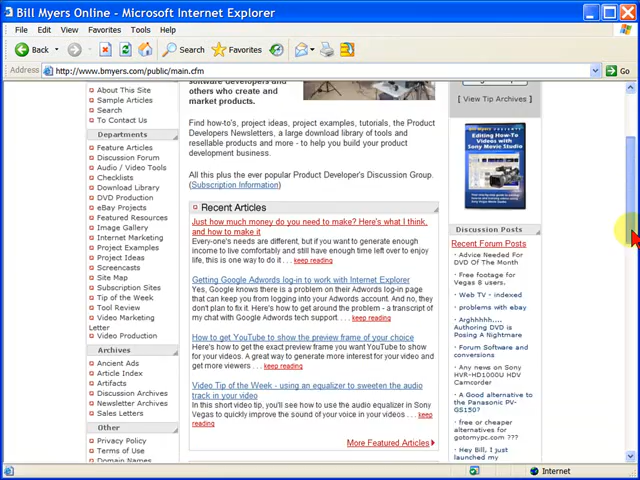 Bill Myers Online - Microsoft Internet Explorer
File Edit View Favorites Tools Help
Back Search Favorites
Address http://www.bmyers.com/public/main.cfm Go
About This Site
Sample Articles
Search
To Contact Us
Departments
Feature Articles
Discussion Forum
Audio / Video Tools
Checklists
Download Library
DVD Production
eBay Projects
Featured Resources
Image Gallery
Internet Marketing
Project Examples
Project Ideas
Screencasts
Site Map
Subscription Sites
Tip of the Week
Tool Review
Video Marketing
Letter
Video Production
Archives
Ancient Ads
Article Index
Artifacts
Discussion Archives
Newsletter Archives
Sales Letters
Other
Privacy Policy
Terms of Use
Domain Names
software developers and
others who create and
market products.
Find how-to's, project ideas, project examples, tutorials, the Product
Developers Newsletters, a large download library of tools and
resellable products and more - to help you build your product
development business.
All this plus the ever popular Product Developer's Discussion Group.
(Subscription Information)
Recent Articles
Just how much money do you need to make? Here's what I think,
and how to make it
Everyone's needs are different, but if you want to generate enough
income to live comfortably and still have enough time left over to enjoy
life, this is one way to do it . . . keep reading
Getting Google Adwords log-in to work with Internet Explorer
Yes, Google knows there is a problem on their Adwords log-in page
that can keep you from logging into your Adwords account. And no, they
don't plan to fix it. Here's how to get around the problem - a transcript of
my chat with Google Adwords tech support . . . keep reading
How to get YouTube to show the preview frame of your choice
Here's how to get the exact preview frame you want YouTube to show
for your videos. A great way to generate more interest for your video and
get more viewers . . . keep reading
Video Tip of the Week - using an equalizer to sweeten the audio
track in your video
In this short video tip, you'll see how to use the audio equalizer in Sony
Vegas to quickly improve the sound of your voice in your videos . . . keep
reading
More Featured Articles
[ View Tip Archives ]
Editing How-To
Videos with
Sony Movie Studio
Discussion Posts
Recent Forum Posts
· Advice Needed For
DVD Of The Month
· Free footage for
Vegas 8 users.
· Web TV - indexed
· problems with ebay
· Arghhhhh....
Authoring DVD is
Posing A Nightmare
· Forum Software and
conversions
· Any news on Sony
HVR-HD1000U HDV
Camcorder
· A Good alternative to
the Panasonic PV-
GS150?
· free or cheaper
alternatives for
gotomypc.com ???
· Hey Bill, I just
launched my
Internet